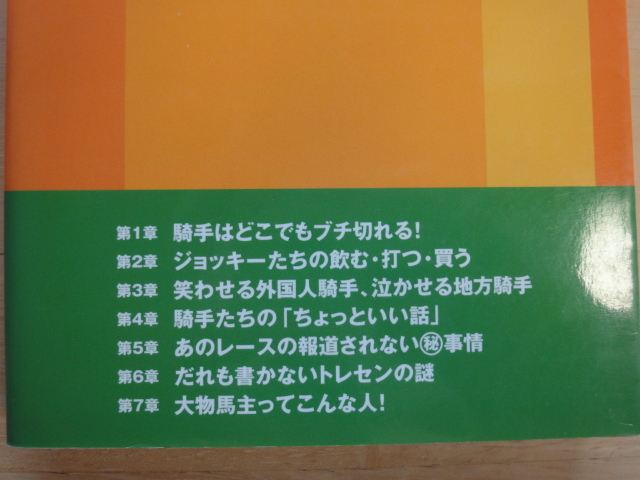 第1章 騎手はどこでもブチ切れる!
第2章 ジョッキーたちの飲む・打つ・買う
第3章 笑わせる外国人騎手、泣かせる地方騎手
第4章 騎手たちの「ちょっといい話」
第5章 あのレースの報道されない㊙事情
第6章 だれも書かないトレセンの謎
第7章 大物馬主ってこんな人!